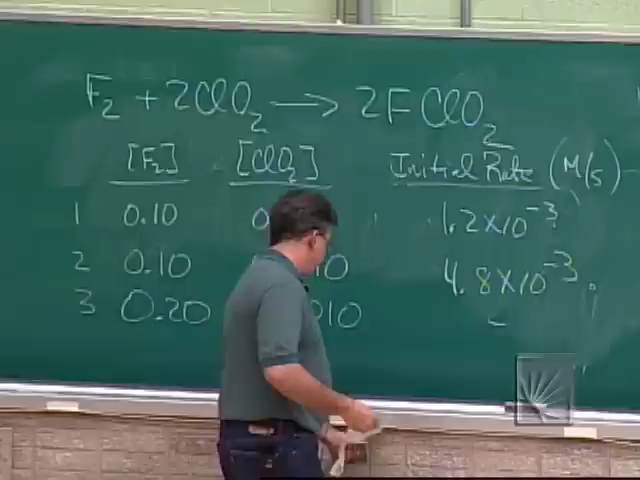 F₂ + 2ClO₂ → 2FClO₂
[F₂] [ClO₂] Initial Rate (M/s)
1 0.10 1.2×10⁻³
2 0.10 10 4.8×10⁻³
3 0.20 010